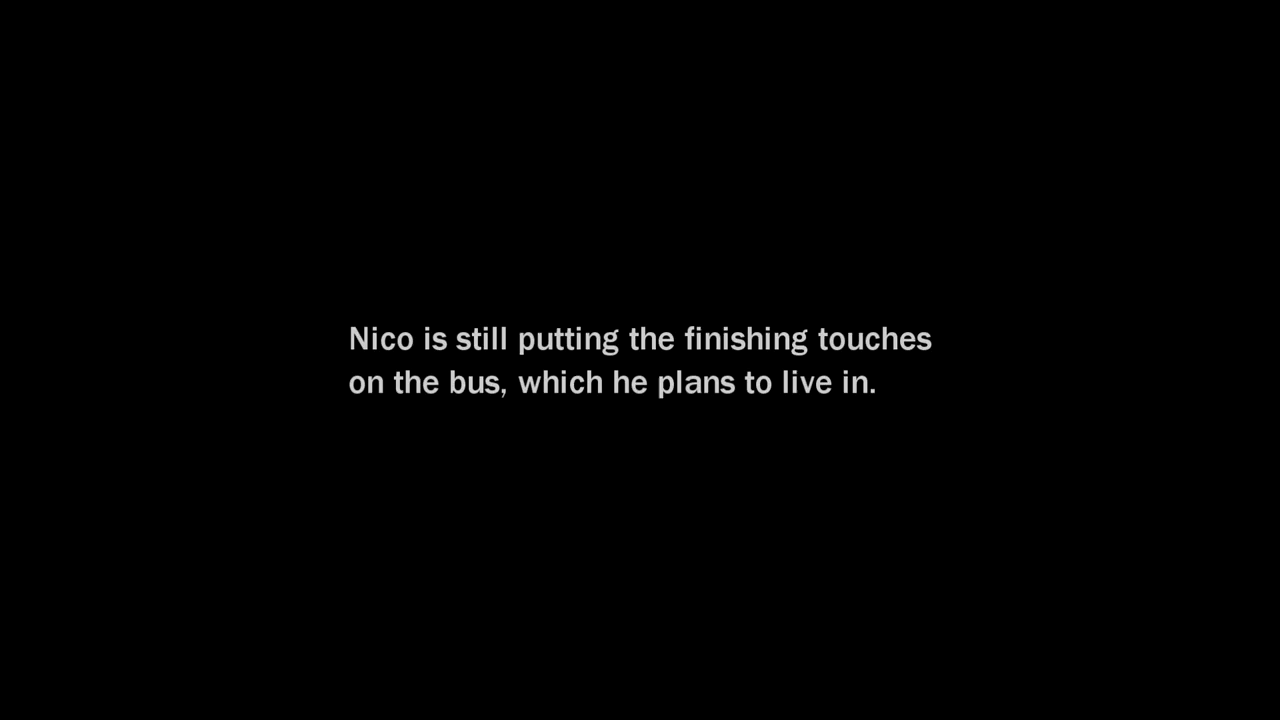 Nico is still putting the finishing touches
on the bus, which he plans to live in.